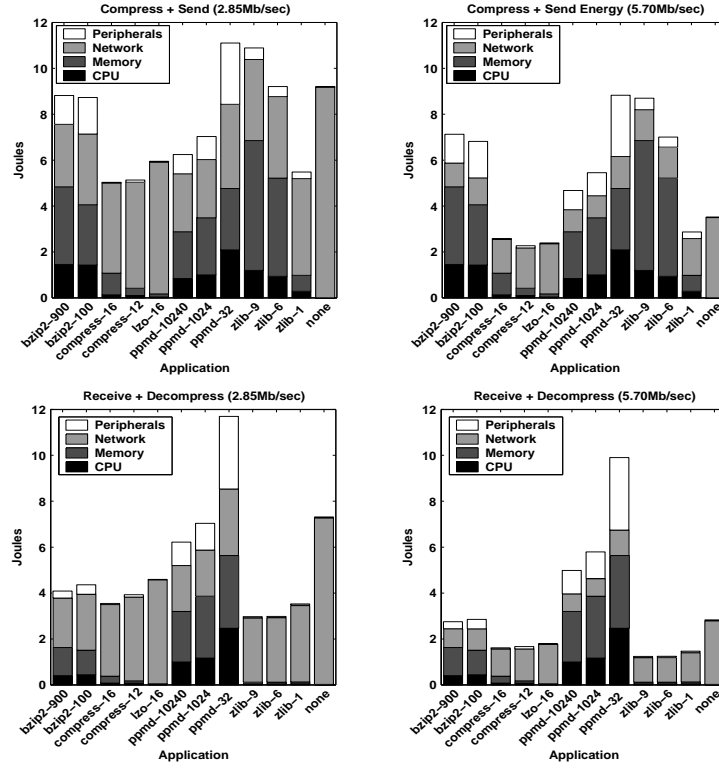 Compress + Send (2.85Mb/sec)
12
10
8
6
4
2
0
Joules
Peripherals
Network
Memory
CPU
bzip2−900
bzip2−100
compress−16
compress−12
lzo−16
ppmd−10240
ppmd−1024
ppmd−32
zlib−9
zlib−6
zlib−1
none
Application
Compress + Send Energy (5.70Mb/sec)
12
10
8
6
4
2
0
Joules
Peripherals
Network
Memory
CPU
bzip2−900
bzip2−100
compress−16
compress−12
lzo−16
ppmd−10240
ppmd−1024
ppmd−32
zlib−9
zlib−6
zlib−1
none
Application
Receive + Decompress (2.85Mb/sec)
12
10
8
6
4
2
0
Joules
Peripherals
Network
Memory
CPU
bzip2−900
bzip2−100
compress−16
compress−12
lzo−16
ppmd−10240
ppmd−1024
ppmd−32
zlib−9
zlib−6
zlib−1
none
Application
Receive + Decompress (5.70Mb/sec)
12
10
8
6
4
2
0
Joules
Peripherals
Network
Memory
CPU
bzip2−900
bzip2−100
compress−16
compress−12
lzo−16
ppmd−10240
ppmd−1024
ppmd−32
zlib−9
zlib−6
zlib−1
none
Application